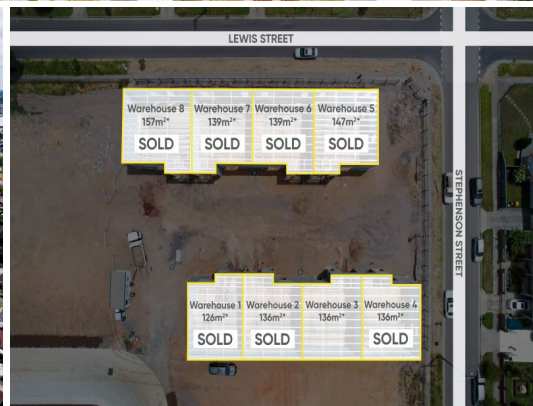 LEWIS STREET
Warehouse 8
157m²*
SOLD
Warehouse 7
139m²*
SOLD
Warehouse 6
139m²*
SOLD
Warehouse 5
147m²*
SOLD
STEPHENSON STREET
Warehouse 1
126m²*
SOLD
Warehouse 2
136m²*
SOLD
Warehouse 3
136m²*
Warehouse 4
136m²*
SOLD